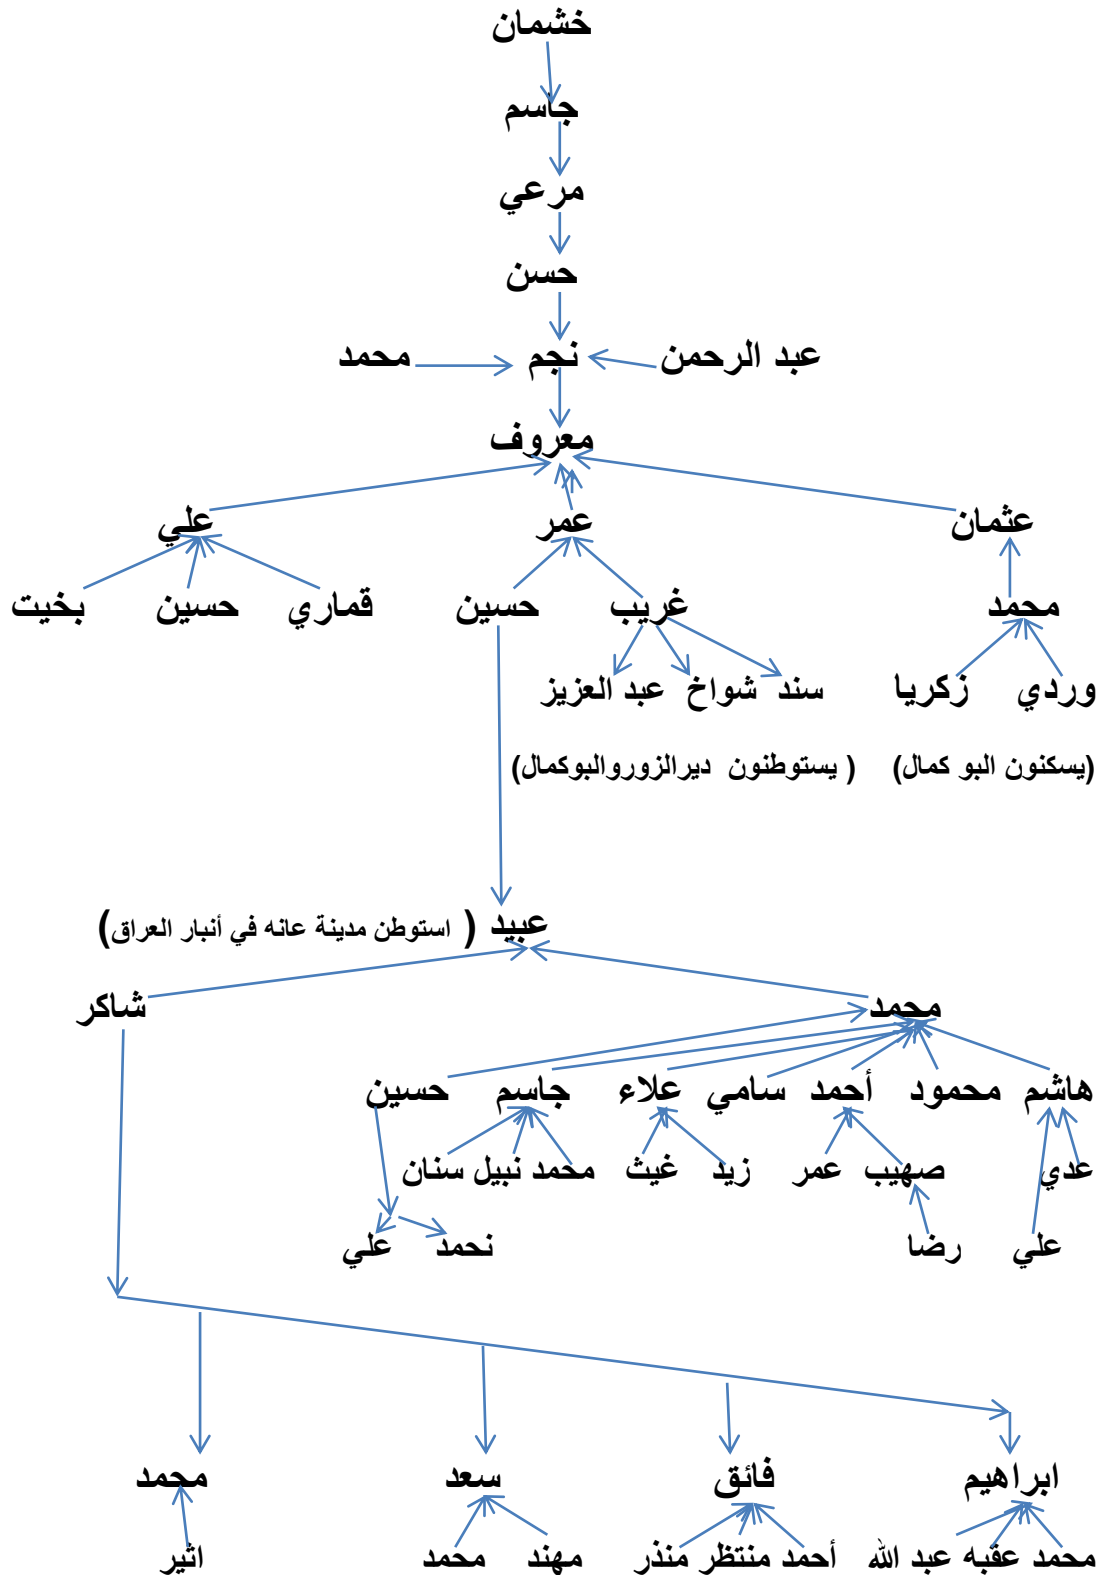 خشمان
جاسم
مرعي
حسن
عبد الرحمن نجم محمد
معروف
عثمان عمر علي
محمد غريب حسين قماري حسين بخيت
وردي زكريا سند شواخ عبد العزيز
(يسكنون البو كمال) ( يستوطنون ديرالزوروالبوكمال)
عبيد ( استوطن مدينة عانه في أنبار العراق)
محمد شاكر
هاشم محمود أحمد سامي علاء جاسم حسين
عدي صهيب عمر زيد غيث محمد نبيل سنان
علي رضا نحمد علي
ابراهيم فائق سعد محمد
محمد عقبه عبد الله أحمد منتظر منذر مهند محمد اثير